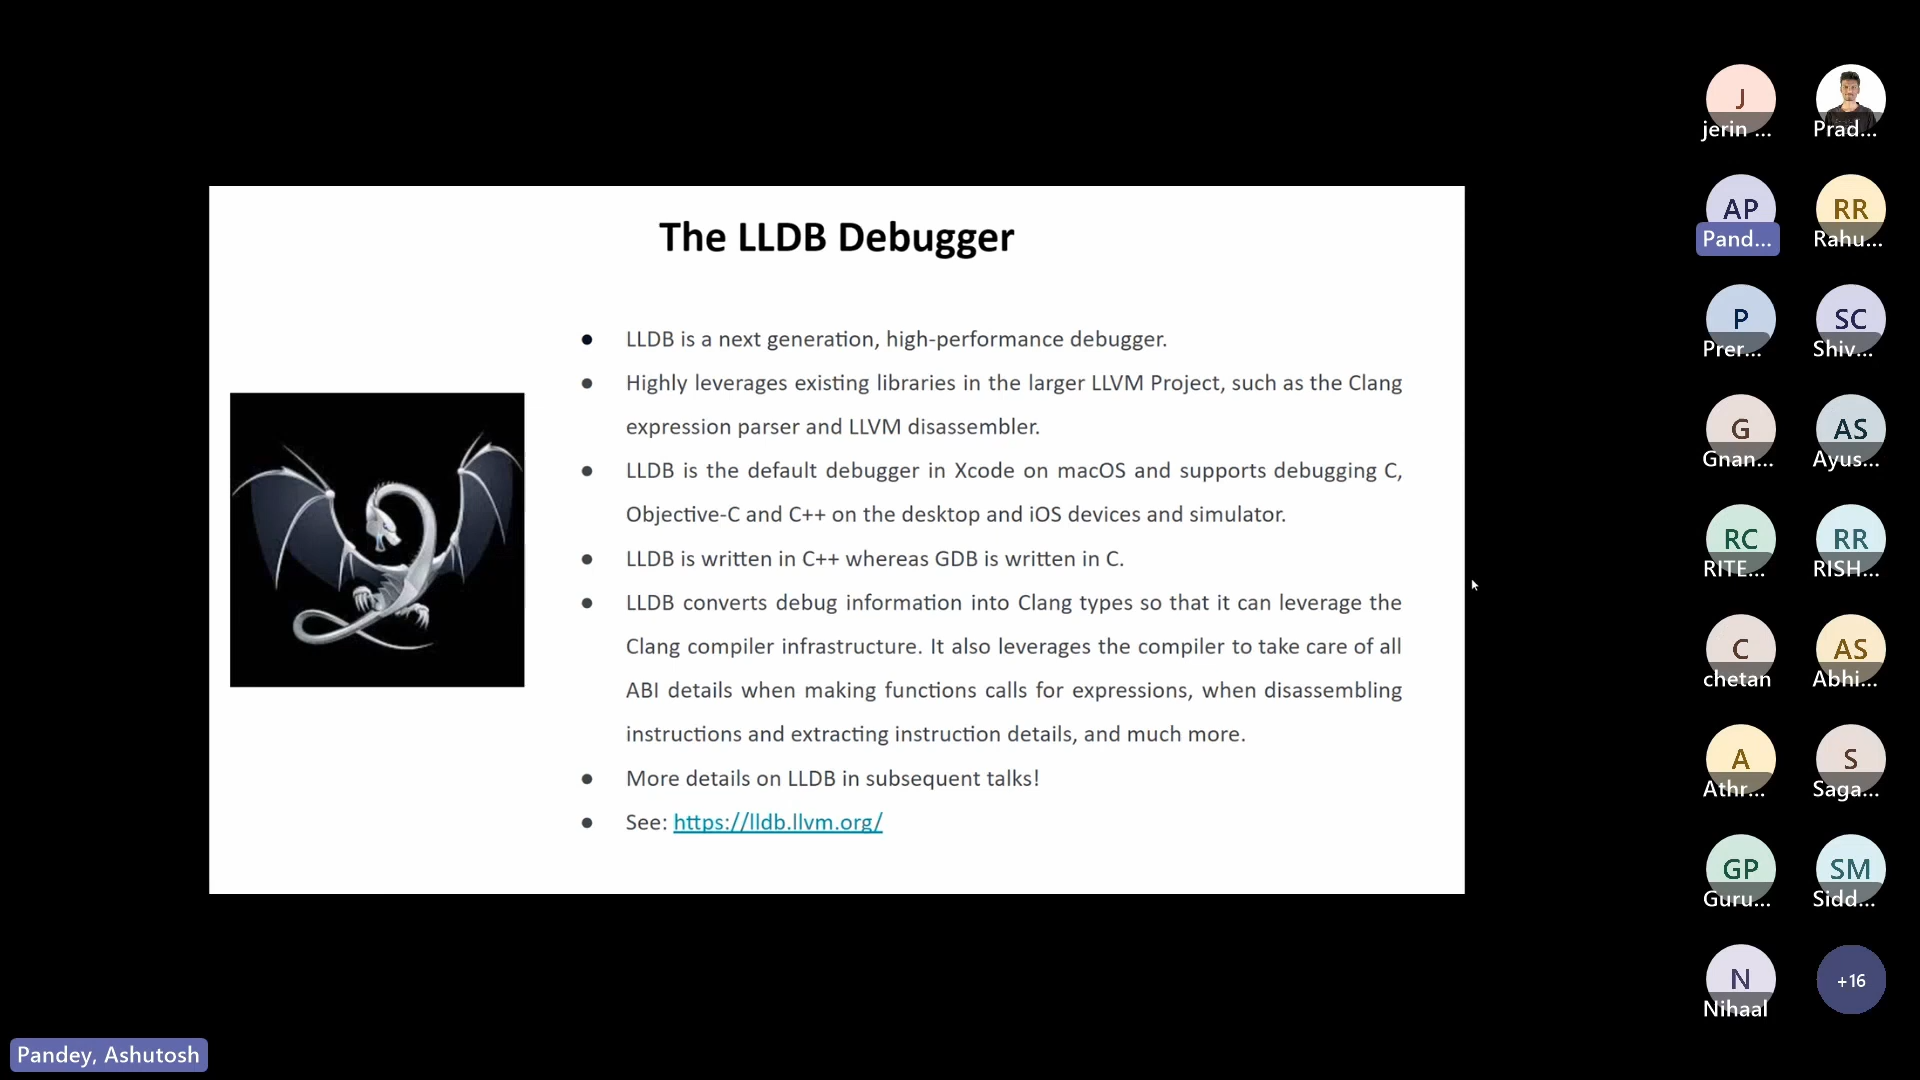 The LLDB Debugger
● LLDB is a next generation, high-performance debugger.
● Highly leverages existing libraries in the larger LLVM Project, such as the Clang
expression parser and LLVM disassembler.
● LLDB is the default debugger in Xcode on macOS and supports debugging C,
Objective-C and C++ on the desktop and iOS devices and simulator.
● LLDB is written in C++ whereas GDB is written in C.
● LLDB converts debug information into Clang types so that it can leverage the
Clang compiler infrastructure. It also leverages the compiler to take care of all
ABI details when making functions calls for expressions, when disassembling
instructions and extracting instruction details, and much more.
● More details on LLDB in subsequent talks!
● See: https://lldb.llvm.org/
J
jerin ...
Prad...
AP
Pand...
RR
Rahu...
P
Prer...
SC
Shiv...
G
Gnan...
AS
Ayus...
RC
RITE...
RR
RISH...
C
chetan
AS
Abhi...
A
Athr...
S
Saga...
GP
Guru...
SM
Sidd...
N
Nihaal
+16
Pandey, Ashutosh